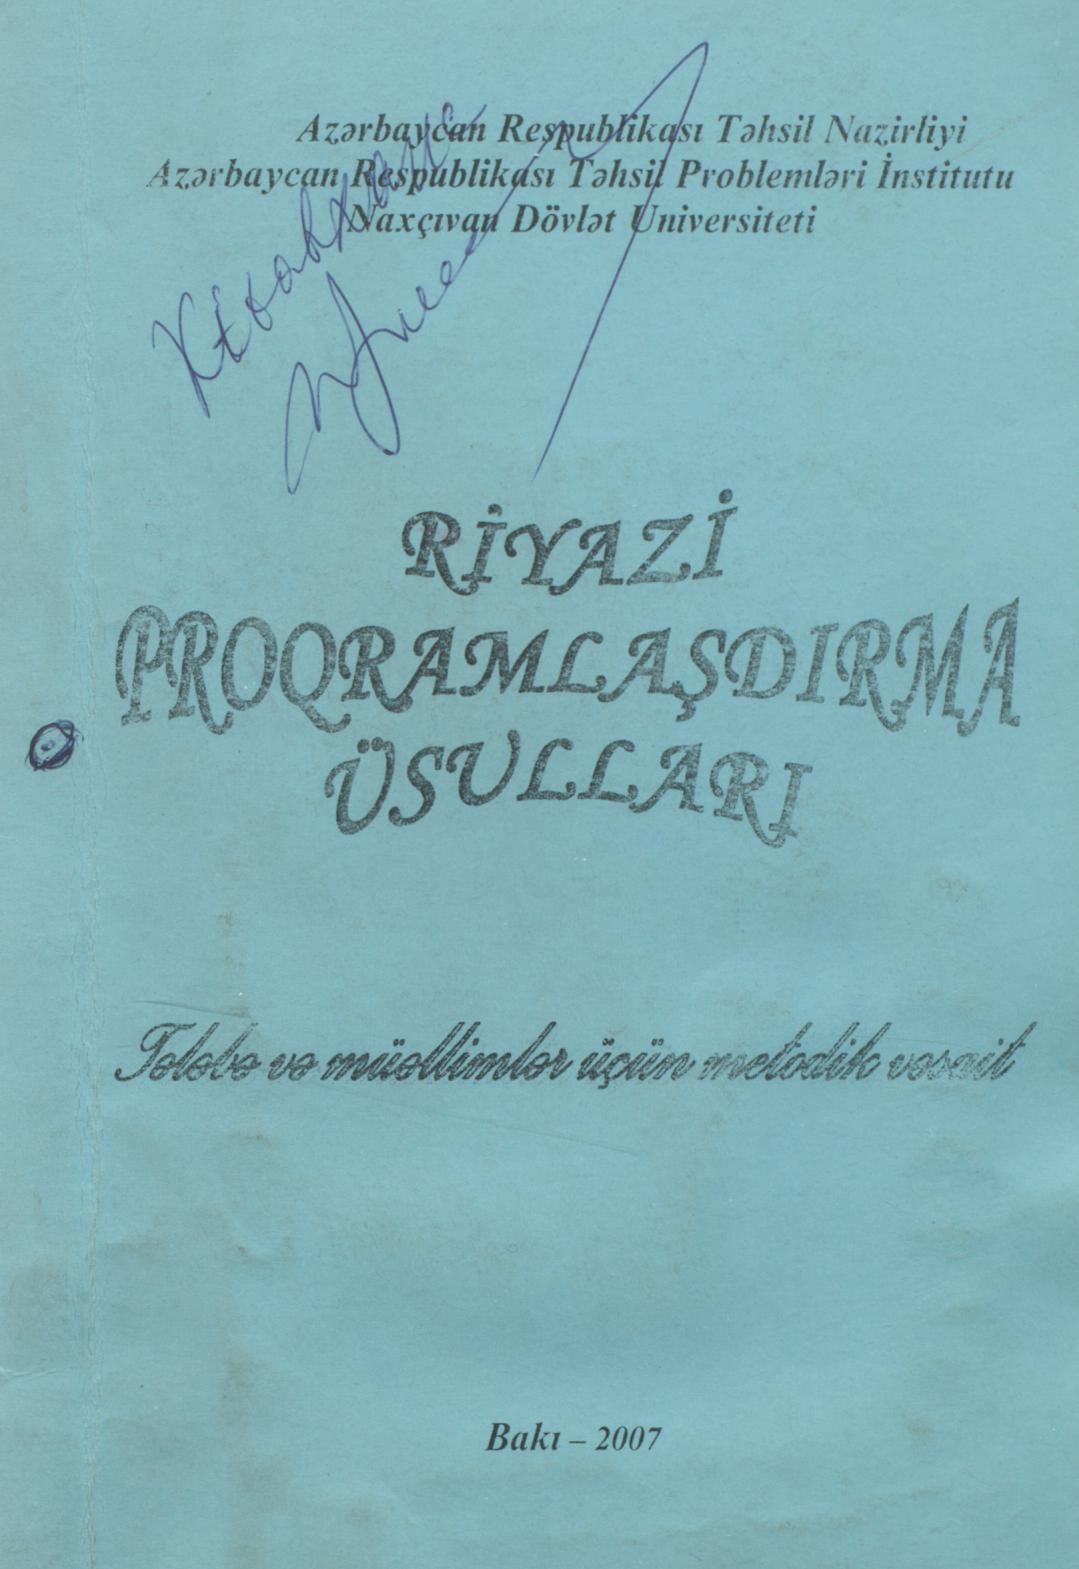 Azərbaycan Respublikası Təhsil Nazirliyi
Azərbaycan Respublikası Təhsil Problemləri İnstitutu
Naxçıvan Dövlət Universiteti
RİYAZİ
PROQRAMLAŞDIRMA
ÜSULLARI
Tələbə və müəllimlər üçün metodik vəsait
Bakı – 2007